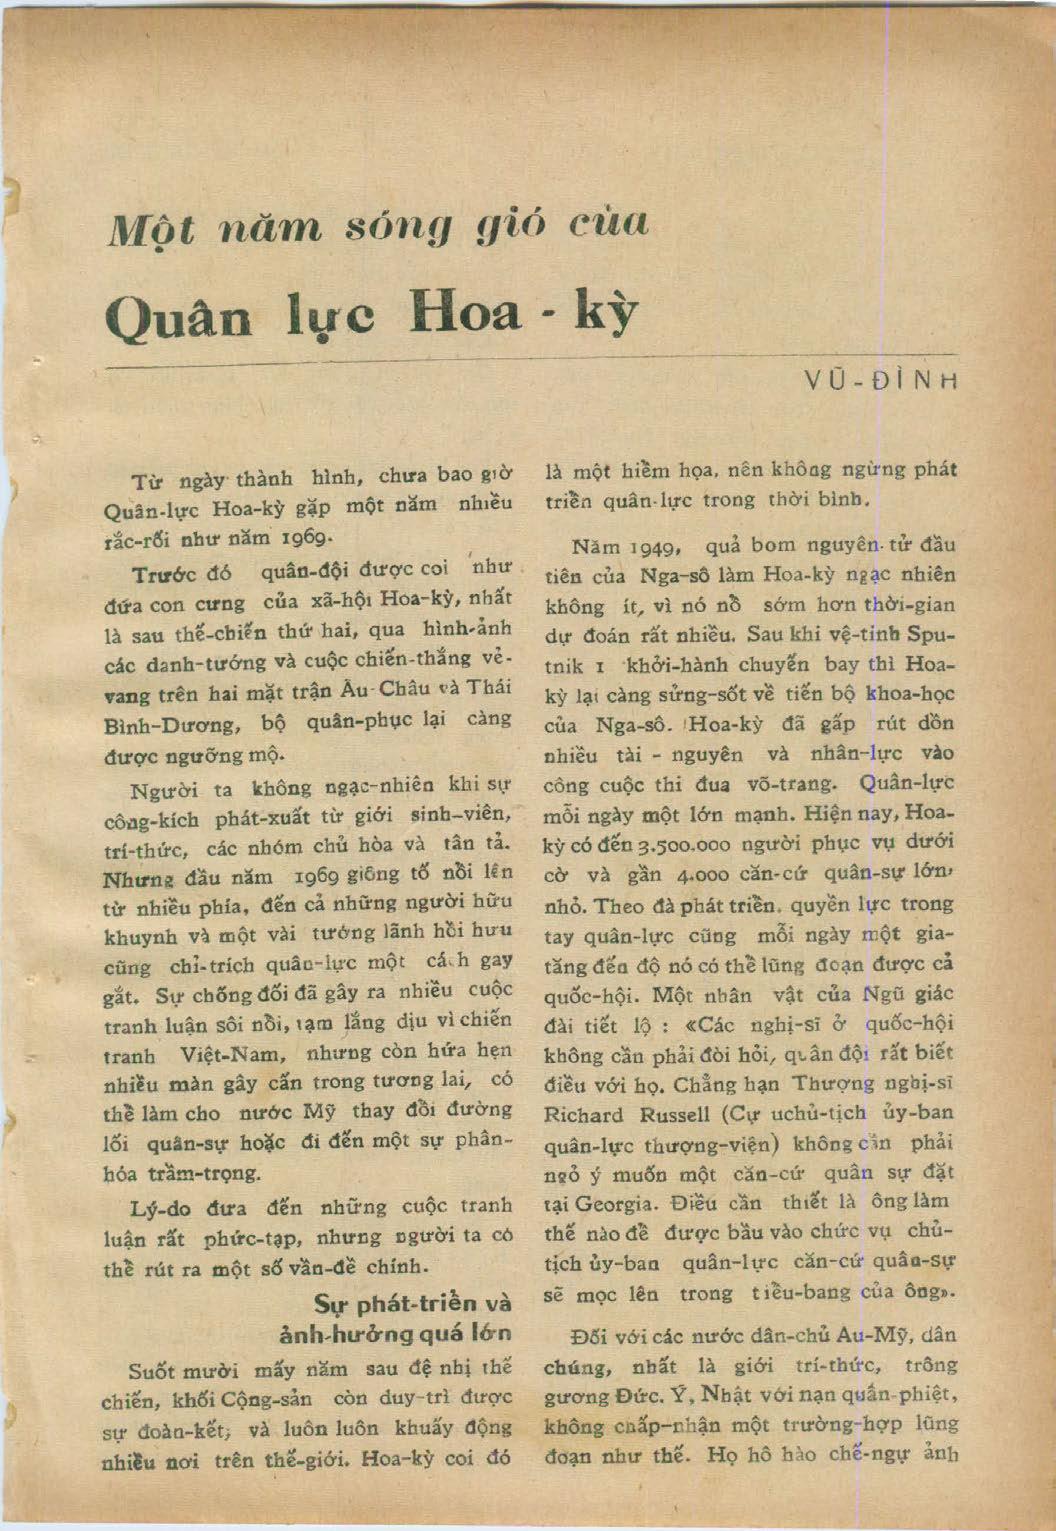 Một năm sóng gió của
Quân lực Hoa - kỳ
VŨ-ĐÌNH
Từ ngày thành hình, chưa bao giờ
Quân-lực Hoa-kỳ gặp một năm nhiều
rắc-rối như năm 1969.
Trước đó quân-đội được coi như
đứa con cưng của xã-hội Hoa-kỳ, nhất
là sau thế-chiến thứ hai, qua hình-ảnh
các danh-tướng và cuộc chiến-thắng vẻ-
vang trên hai mặt trận Âu-Châu và Thái
Bình-Dương, bộ quân-phục lại càng
được ngưỡng mộ.
Người ta không ngạc-nhiên khi sự
công-kích phát-xuất từ giới sinh-viên,
trí-thức, các nhóm chủ hòa và tân tả.
Nhưng đầu năm 1969 giông tố nổi lên
từ nhiều phía, đến cả những người hữu
khuynh và một vài tướng lãnh hồi hưu
cũng chỉ-trích quân-lực một cách gay
gắt. Sự chống đối đã gây ra nhiều cuộc
tranh luận sôi nổi, tạm lắng dịu vì chiến
tranh Việt-Nam, nhưng còn hứa hẹn
nhiều màn gây cấn trong tương lai, có
thể làm cho nước Mỹ thay đổi đường
lối quân-sự hoặc đi đến một sự phân-
hóa trầm-trọng.
Lý-do đưa đến những cuộc tranh
luận rất phức-tạp, nhưng người ta có
thể rút ra một số vần-đề chính.
Sự phát-triển và
ảnh-hưởng quá lớn
Suốt mười mấy năm sau đệ nhị thế
chiến, khối Cộng-sản còn duy-trì được
sự đoàn-kết; và luôn luôn khuấy động
nhiều nơi trên thế-giới. Hoa-kỳ coi đó
là một hiểm họa, nên không ngừng phát
triển quân-lực trong thời bình.
Năm 1949, quả bom nguyên-tử đầu
tiên của Nga-sô làm Hoa-kỳ ngạc nhiên
không ít, vì nó nổ sớm hơn thời-gian
dự đoán rất nhiều. Sau khi vệ-tinh Spu-
tnik 1 khởi-hành chuyến bay thì Hoa-
kỳ lại càng sửng-sốt về tiến bộ khoa-học
của Nga-sô. Hoa-kỳ đã gấp rút dồn
nhiều tài - nguyên và nhân-lực vào
công cuộc thi đua võ-trang. Quân-lực
mỗi ngày một lớn mạnh. Hiện nay, Hoa-
kỳ có đến 3.500.000 người phục vụ dưới
cờ và gần 4.000 căn-cứ quân-sự lớn,
nhỏ. Theo đà phát triển, quyền lực trong
tay quân-lực cũng mỗi ngày một gia-
tăng đến độ nó có thể lũng đoạn được cả
quốc-hội. Một nhân vật của Ngũ giác
đài tiết lộ : «Các nghị-sĩ ở quốc-hội
không cần phải đòi hỏi, quân đội rất biết
điều với họ. Chẳng hạn Thượng nghị-sĩ
Richard Russell (Cự uchủ-tịch ủy-ban
quân-lực thượng-viện) không cần phải
ngỏ ý muốn một căn-cứ quân sự đặt
tại Georgia. Điều cần thiết là ông làm
thế nào để được bầu vào chức vụ chủ-
tịch ủy-ban quân-lực căn-cứ quân-sự
sẽ mọc lên trong tiểu-bang của ông».
Đối với các nước dân-chủ Au-Mỹ, dân
chúng, nhất là giới trí-thức, trông
gương Đức. Ý, Nhật với nạn quân-phiệt,
không chấp-nhận một trường-hợp lũng
đoạn như thế. Họ hô hào chế-ngự ảnh